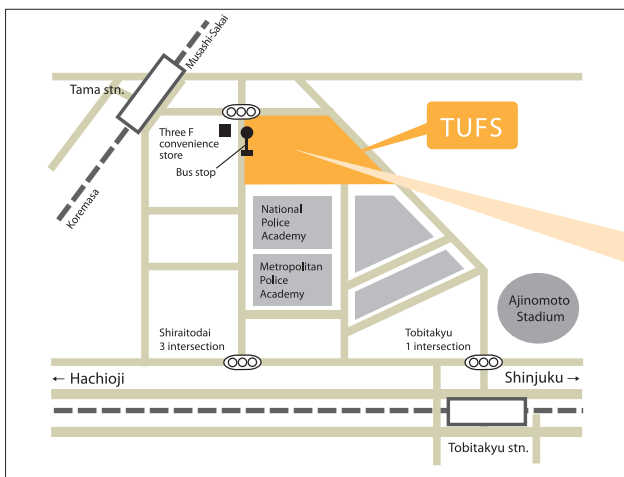 Musashi-Sakai
Tama stn.
Koremasa
Three F
convenience
store
Bus stop
TUFS
National
Police
Academy
Metropolitan
Police
Academy
Ajinomoto
Stadium
Shiraitodai
3 intersection
Tobitakyu
1 intersection
← Hachioji
Shinjuku →
Tobitakyu stn.